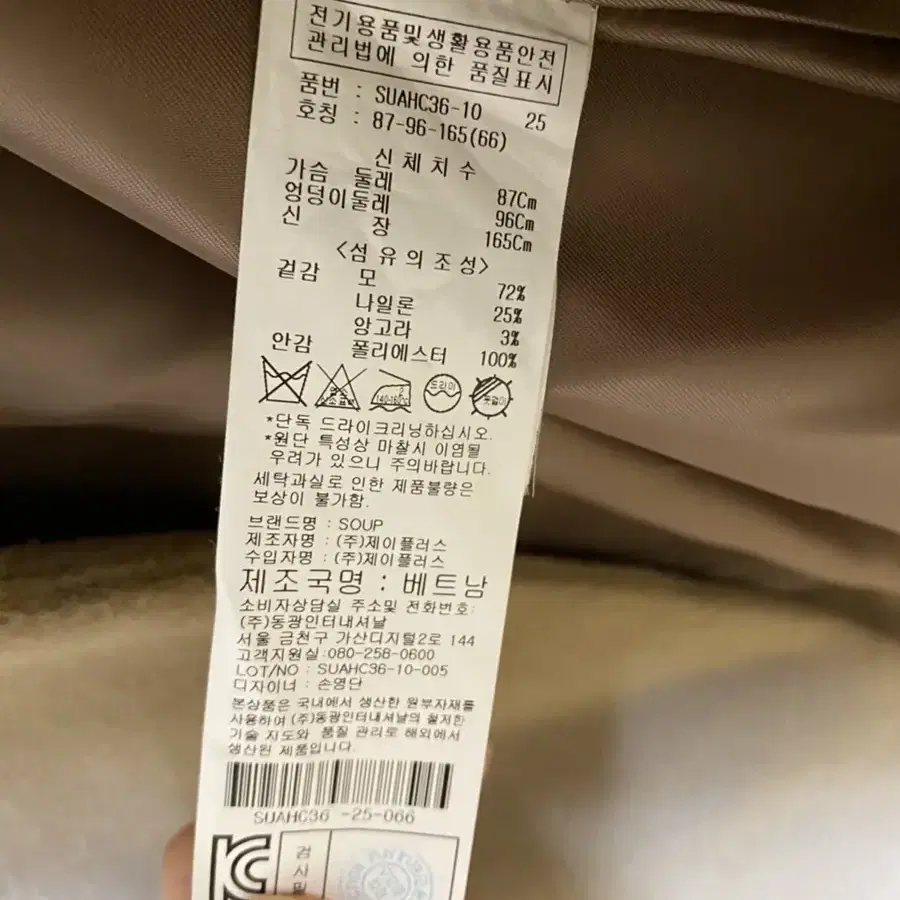 전기용품및생활용품안전
관리법에 의한 품질표시
품번 : SUAHC36-10 25
호칭 : 87-96-165(66)
신체치수
가슴 둘레 87Cm
엉덩이둘레 96Cm
신 장 165Cm
<섬유의조성>
겉감 모 72%
나일론 25%
앙고라 3%
안감 폴리에스터 100%
140-160℃ 드라이 옷걸이
*단독 드라이크리닝하십시오.
*원단 특성상 마찰시 이염될
우려가 있으니 주의바랍니다.
세탁과실로 인한 제품불량은
보상이 불가함.
브랜드명 : SOUP
제조자명 : (주)제이플러스
수입자명 : (주)제이플러스
제조국명 : 베트남
소비자상담실 주소및 전화번호:
(주)동광인터내셔날
서울 금천구 가산디지털2로 144
고객지원실:080-258-0600
LOT/NO : SUAHC36-10-005
디자이너 : 손영단
본상품은 국내에서 생산한 원부자재를
사용하여 (주)동광인터내셔날의 철저한
기술 지도와 품질 관리로 해외에서
생산된 제품입니다.
SUAHC36 -25-066
검사필